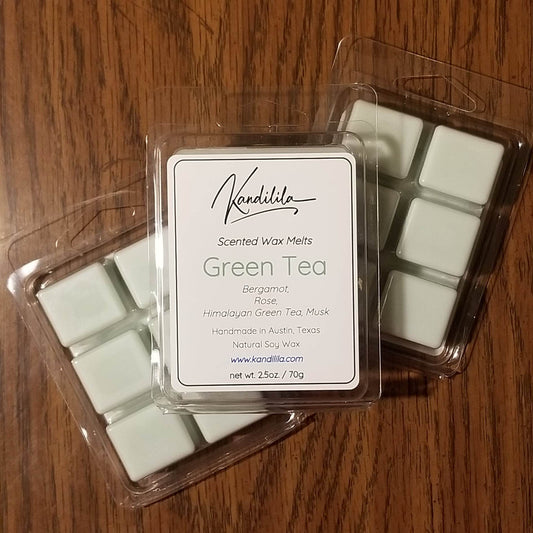 Kandilila
Scented Wax Melts
Green Tea
Bergamot,
Rose,
Himalayan Green Tea, Musk
Handmade in Austin, Texas
Natural Soy Wax
www.kandilila.com
net wt. 2.5oz. / 70g